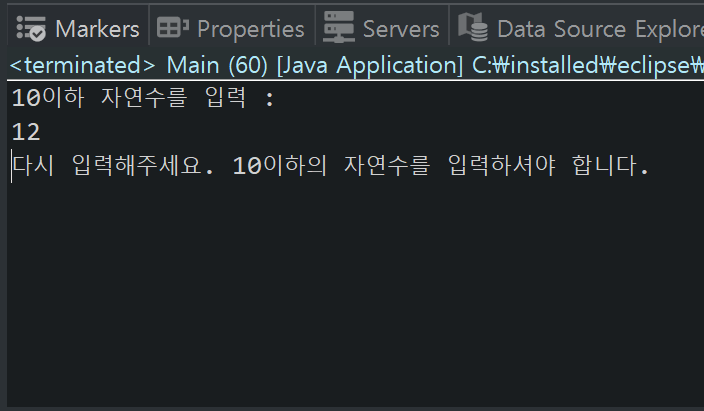 Markers Properties Servers Data Source Explore
<terminated> Main (60) [Java Application] C:₩installed₩eclipse₩
10이하 자연수를 입력 :
12
다시 입력해주세요. 10이하의 자연수를 입력하셔야 합니다.